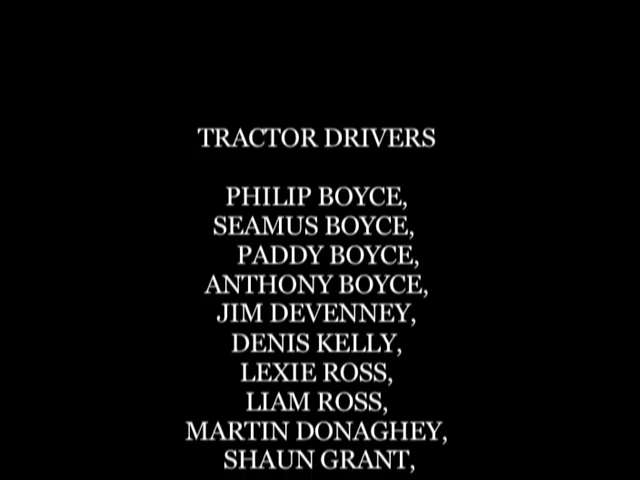 TRACTOR DRIVERS
PHILIP BOYCE,
SEAMUS BOYCE,
PADDY BOYCE,
ANTHONY BOYCE,
JIM DEVENNEY,
DENIS KELLY,
LEXIE ROSS,
LIAM ROSS,
MARTIN DONAGHEY,
SHAUN GRANT,